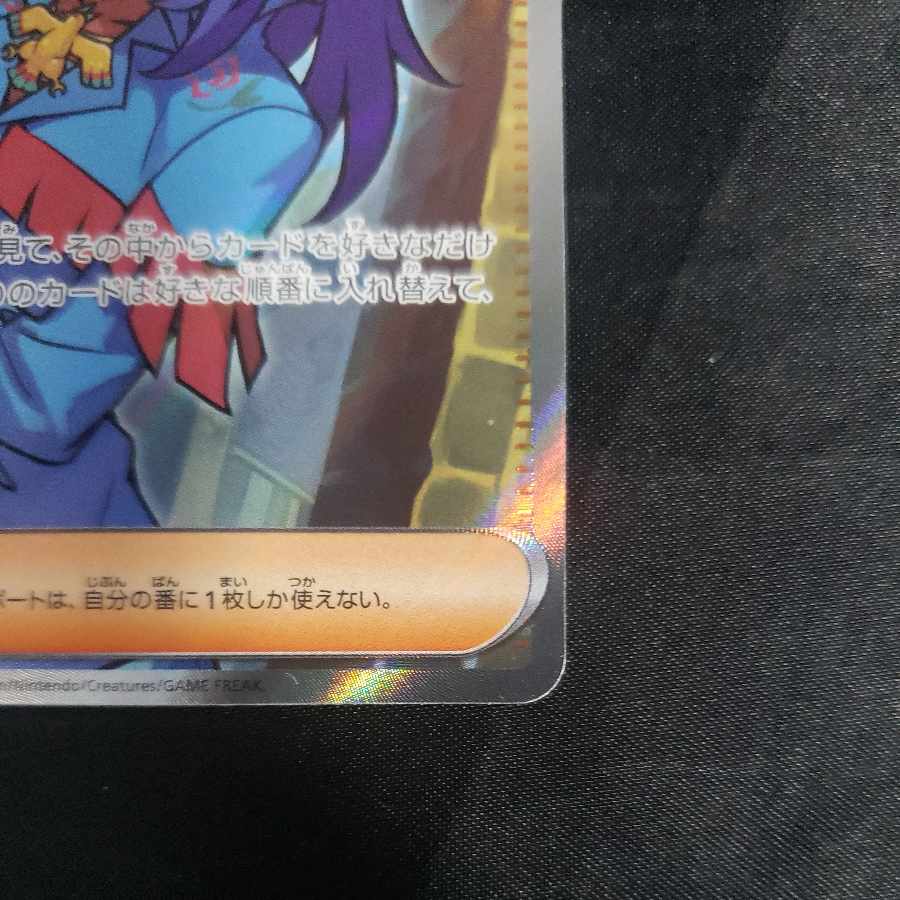 見て、その中からカードを好きなだけ
のカードは好きな順番に入れ替えて、
ポートは、自分の番に1枚しか使えない。
/Nintendo/Creatures/GAME FREAK.